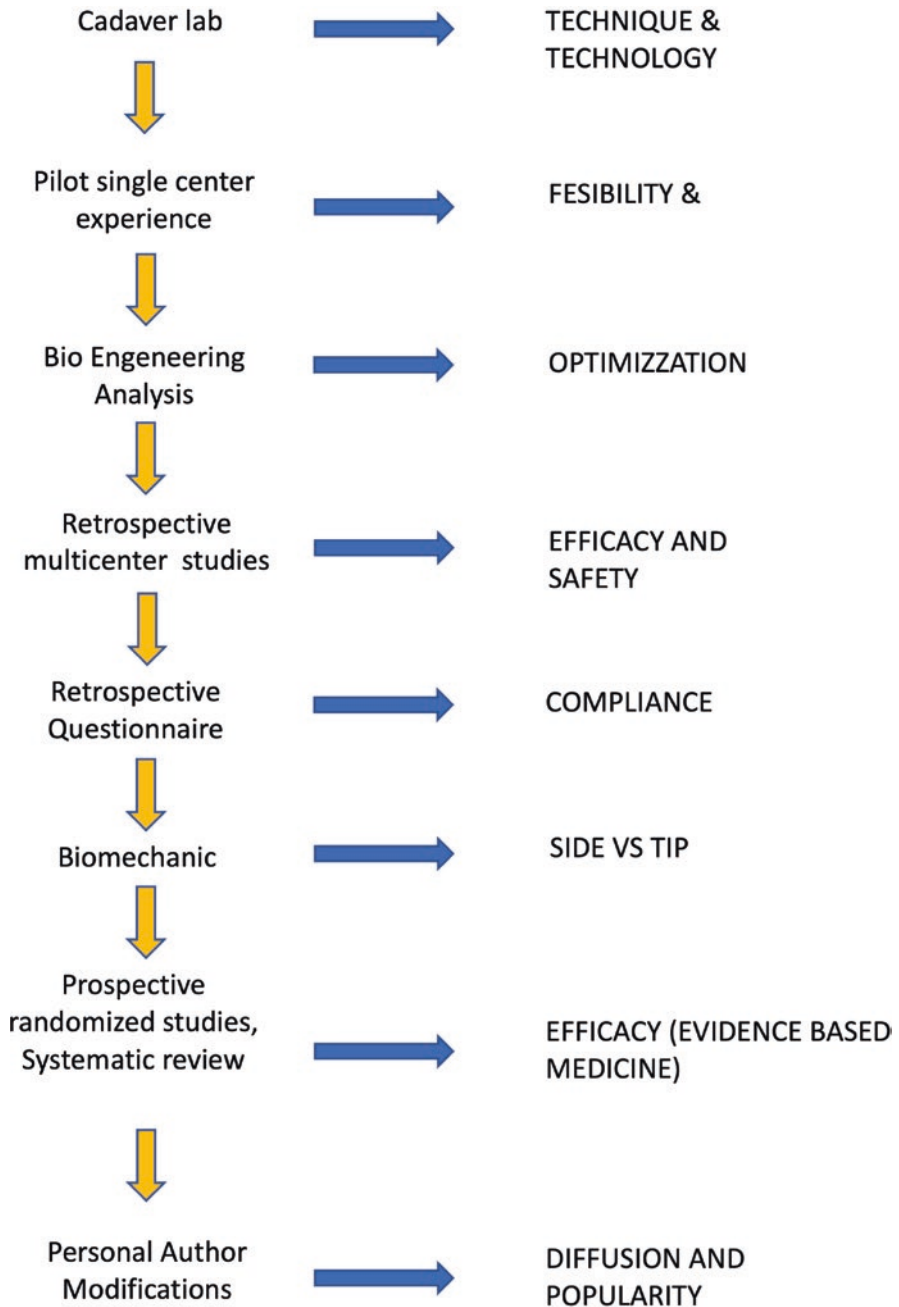 Cadaver lab
TECHNIQUE &
TECHNOLOGY
Pilot single center
experience
FESIBILITY &
Bio Engeneering
Analysis
OPTIMIZZATION
Retrospective
multicenter studies
EFFICACY AND
SAFETY
Retrospective
Questionnaire
COMPLIANCE
Biomechanic
SIDE VS TIP
Prospective
randomized studies,
Systematic review
EFFICACY (EVIDENCE BASED
MEDICINE)
Personal Author
Modifications
DIFFUSION AND
POPULARITY